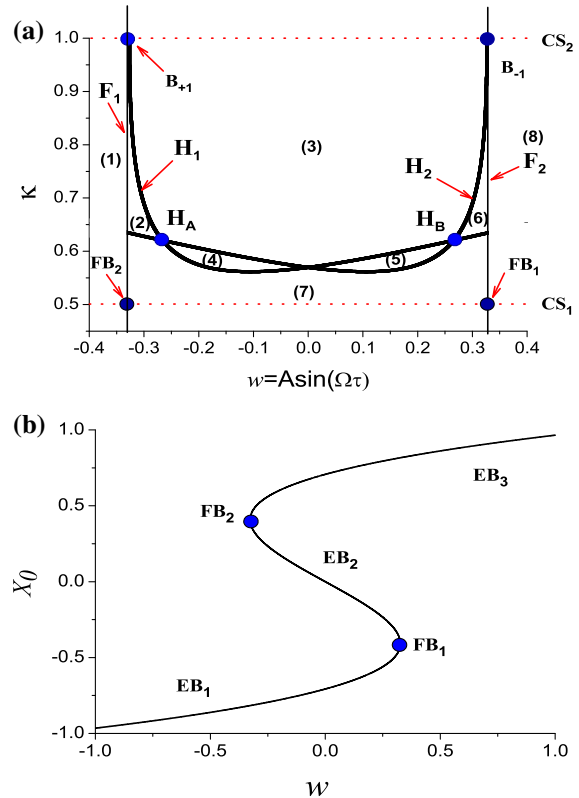 (a)
1.0
0.9
0.8
0.7
0.6
0.5
κ
-0.4 -0.3 -0.2 -0.1 0.0 0.1 0.2 0.3 0.4
w=Asin(Ωτ)
CS2
B+1
B-1
F1
(1)
H1
(3)
H2
(8)
F2
(2)
HA
HB
(6)
(4)
(5)
FB2
(7)
FB1
CS1
(b)
1.0
0.5
0.0
-0.5
-1.0
X0
EB3
FB2
EB2
FB1
EB1
-1.0 -0.5 0.0 0.5 1.0
w